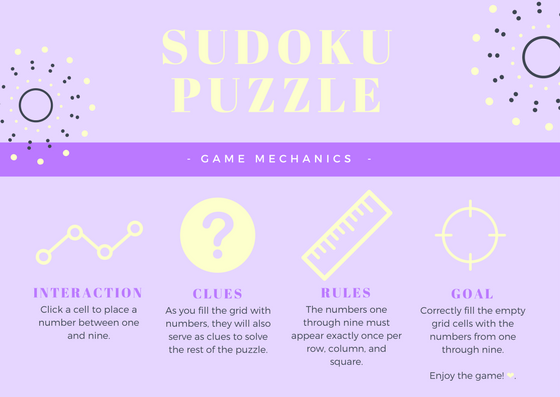 SUDOKU
PUZZLE
- GAME MECHANICS -
INTERACTION
Click a cell to place a
number between one
and nine.
CLUES
As you fill the grid with
numbers, they will also
serve as clues to solve
the rest of the puzzle.
RULES
The numbers one
through nine must
appear exactly once per
row, column, and
square.
GOAL
Correctly fill the empty
grid cells with the
numbers from one
through nine.
Enjoy the game! 🤍.